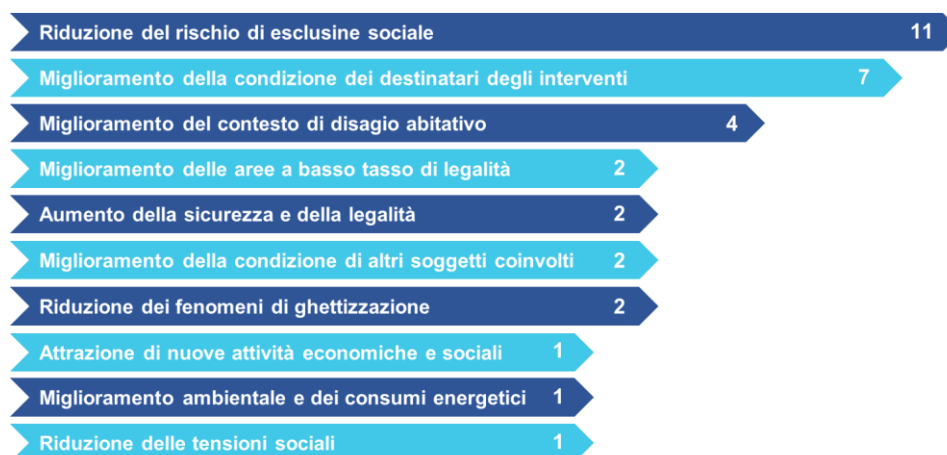 Riduzione del rischio di esclusine sociale 11
Miglioramento della condizione dei destinatari degli interventi 7
Miglioramento del contesto di disagio abitativo 4
Miglioramento delle aree a basso tasso di legalità 2
Aumento della sicurezza e della legalità 2
Miglioramento della condizione di altri soggetti coinvolti 2
Riduzione dei fenomeni di ghettizzazione 2
Attrazione di nuove attività economiche e sociali 1
Miglioramento ambientale e dei consumi energetici 1
Riduzione delle tensioni sociali 1